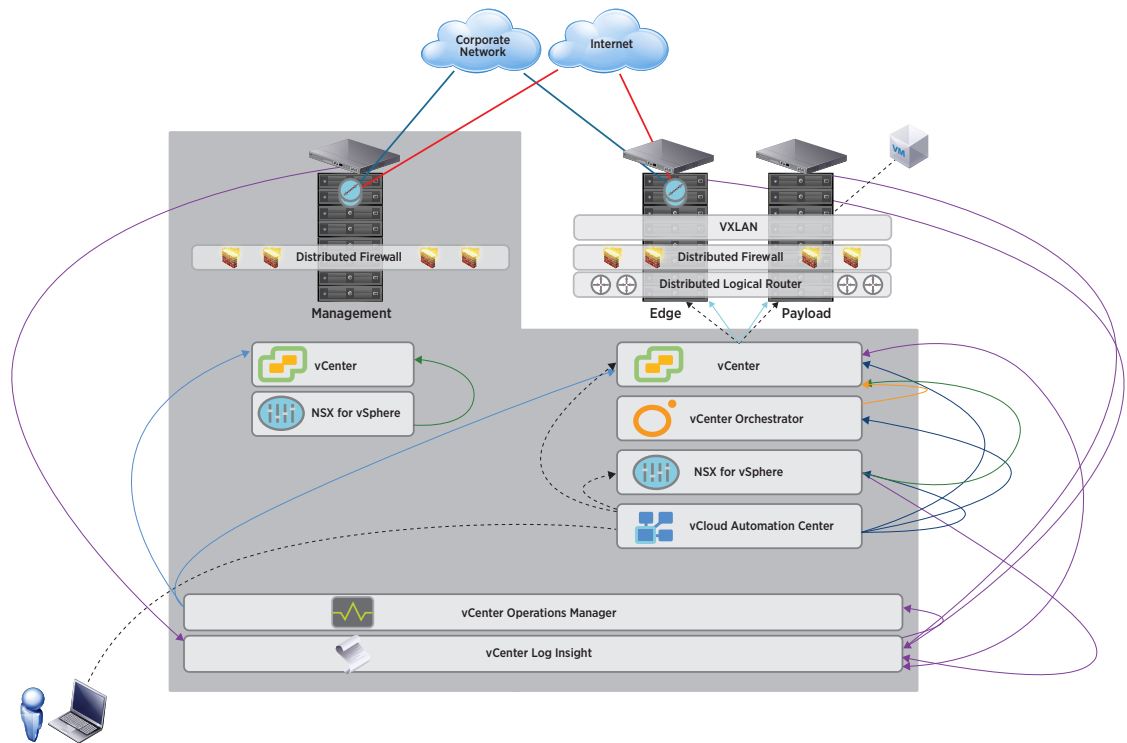 Corporate
Network
Internet
VM
VXLAN
Distributed Firewall
Distributed Firewall
Distributed Logical Router
Management
Edge
Payload
vCenter
NSX for vSphere
vCenter
vCenter Orchestrator
NSX for vSphere
vCloud Automation Center
vCenter Operations Manager
vCenter Log Insight